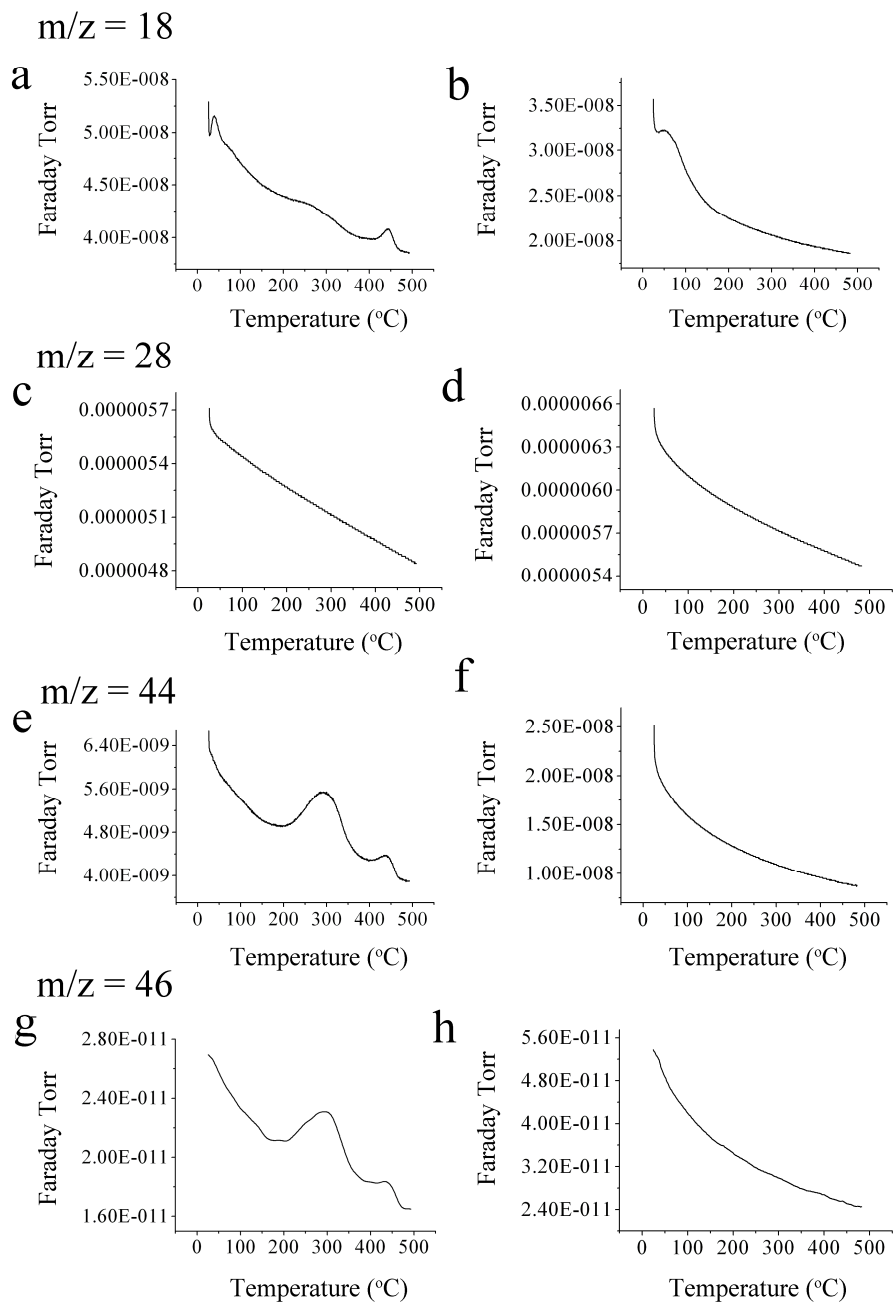 m/z = 18
a
Faraday Torr
5.50E-008
5.00E-008
4.50E-008
4.00E-008
0 100 200 300 400 500
Temperature (°C)
b
Faraday Torr
3.50E-008
3.00E-008
2.50E-008
2.00E-008
0 100 200 300 400 500
Temperature (°C)
m/z = 28
c
Faraday Torr
0.0000057
0.0000054
0.0000051
0.0000048
0 100 200 300 400 500
Temperature (°C)
d
Faraday Torr
0.0000066
0.0000063
0.0000060
0.0000057
0.0000054
0 100 200 300 400 500
Temperature (°C)
m/z = 44
e
Faraday Torr
6.40E-009
5.60E-009
4.80E-009
4.00E-009
0 100 200 300 400 500
Temperature (°C)
f
Faraday Torr
2.50E-008
2.00E-008
1.50E-008
1.00E-008
0 100 200 300 400 500
Temperature (°C)
m/z = 46
g
Faraday Torr
2.80E-011
2.40E-011
2.00E-011
1.60E-011
0 100 200 300 400 500
Temperature (°C)
h
Faraday Torr
5.60E-011
4.80E-011
4.00E-011
3.20E-011
2.40E-011
0 100 200 300 400 500
Temperature (°C)